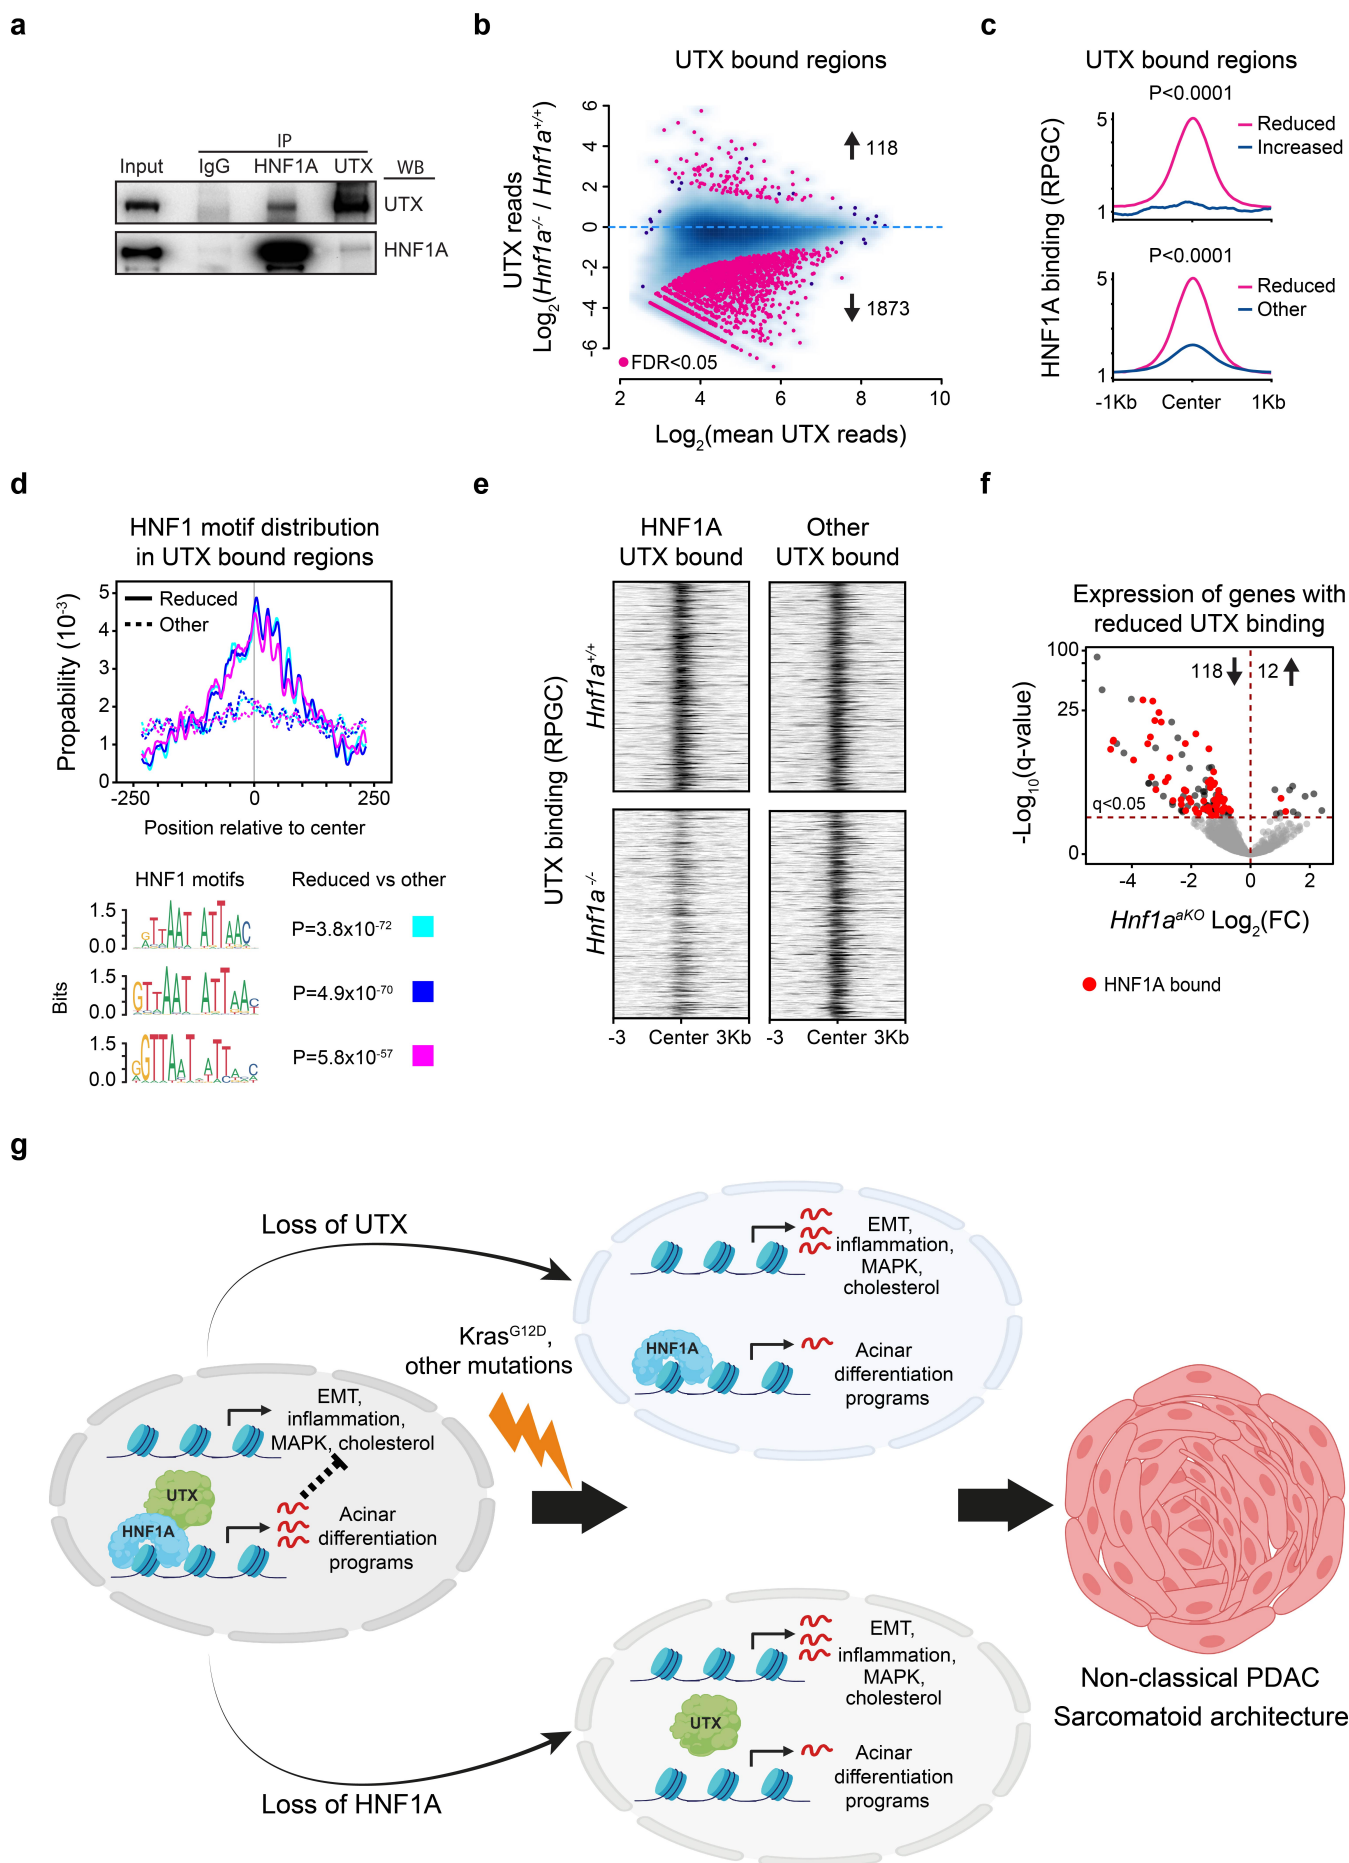 a
IP
Input IgG HNF1A UTX WB
UTX
HNF1A
b
UTX bound regions
UTX reads
Log2(Hnf1a-/- / Hnf1a+/+)
6
4
2
0
-2
-4
-6
118
1873
FDR<0.05
2 4 6 8 10
Log2(mean UTX reads)
c
UTX bound regions
P<0.0001
HNF1A binding (RPGC)
5
1
Reduced
Increased
P<0.0001
5
1
Reduced
Other
-1Kb Center 1Kb
d
HNF1 motif distribution
in UTX bound regions
Propability (10-3)
5
4
3
2
1
0
Reduced
Other
-250 0 250
Position relative to center
HNF1 motifs Reduced vs other
Bits
1.5
0.0
P=3.8x10-72
1.5
0.0
P=4.9x10-70
1.5
0.0
P=5.8x10-57
e
HNF1A
UTX bound
Other
UTX bound
UTX binding (RPGC)
Hnf1a+/+
Hnf1a-/-
-3 Center 3Kb
-3 Center 3Kb
f
Expression of genes with
reduced UTX binding
-Log10(q-value)
100
25
0
118 12
q<0.05
-4 -2 0 2
Hnf1aaKO Log2(FC)
HNF1A bound
g
Loss of UTX
EMT,
inflammation,
MAPK,
cholesterol
HNF1A
Acinar
differentiation
programs
KrasG12D,
other mutations
EMT,
inflammation,
MAPK, cholesterol
UTX
HNF1A
Acinar
differentiation
programs
EMT,
inflammation,
MAPK,
cholesterol
UTX
Acinar
differentiation
programs
Loss of HNF1A
Non-classical PDAC
Sarcomatoid architecture